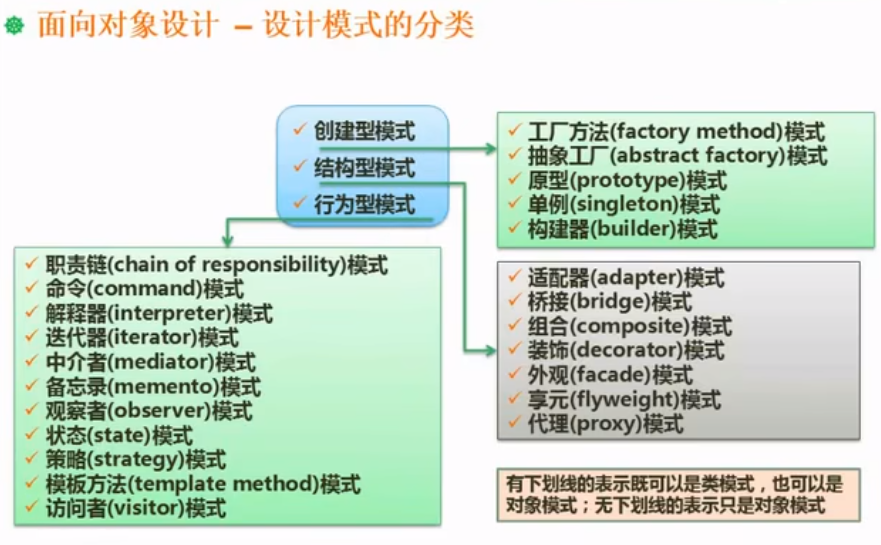 面向对象设计 – 设计模式的分类
创建型模式
结构型模式
行为型模式
工厂方法(factory method)模式
抽象工厂(abstract factory)模式
原型(prototype)模式
单例(singleton)模式
构建器(builder)模式
职责链(chain of responsibility)模式
命令(command)模式
解释器(interpreter)模式
迭代器(iterator)模式
中介者(mediator)模式
备忘录(memento)模式
观察者(observer)模式
状态(state)模式
策略(strategy)模式
模板方法(template method)模式
访问者(visitor)模式
适配器(adapter)模式
桥接(bridge)模式
组合(composite)模式
装饰(decorator)模式
外观(facade)模式
享元(flyweight)模式
代理(proxy)模式
有下划线的表示既可以是类模式，也可以是
对象模式；无下划线的表示只是对象模式